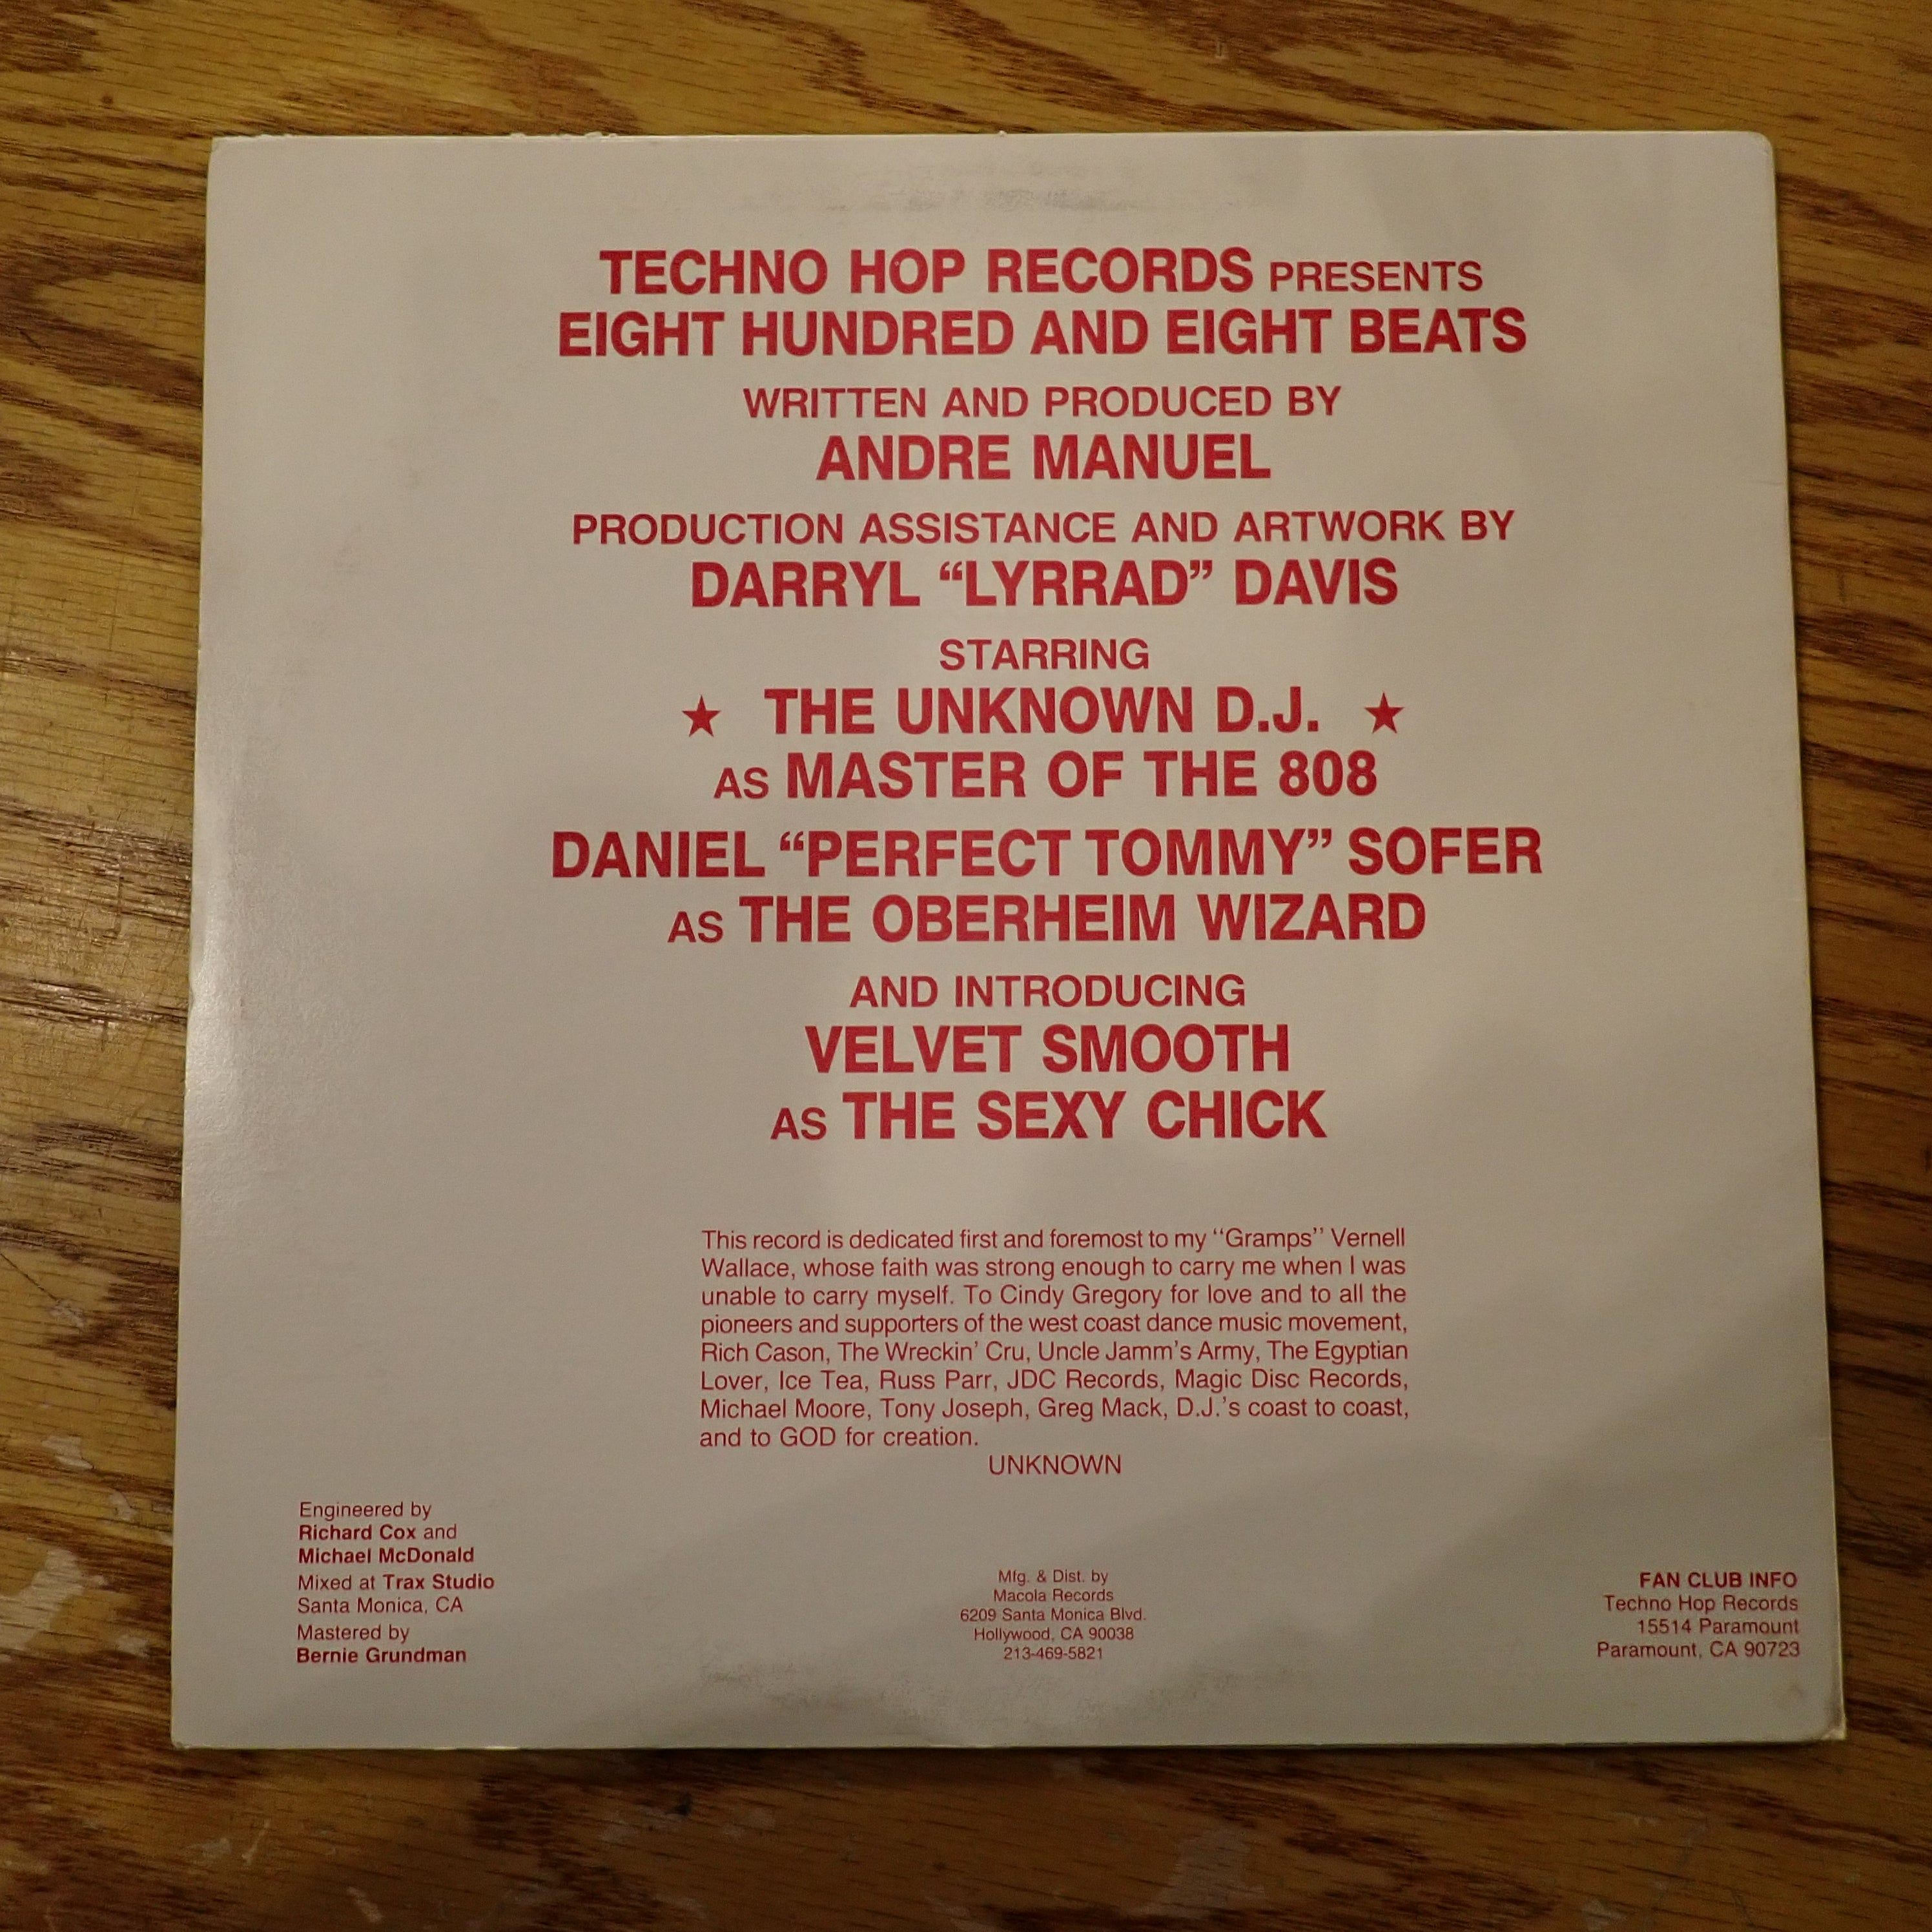 TECHNO HOP RECORDS PRESENTS
EIGHT HUNDRED AND EIGHT BEATS
WRITTEN AND PRODUCED BY
ANDRE MANUEL
PRODUCTION ASSISTANCE AND ARTWORK BY
DARRYL “LYRRAD” DAVIS
STARRING
★ THE UNKNOWN D.J. ★
AS MASTER OF THE 808
DANIEL “PERFECT TOMMY” SOFER
AS THE OBERHEIM WIZARD
AND INTRODUCING
VELVET SMOOTH
AS THE SEXY CHICK
This record is dedicated first and foremost to my ‘‘Gramps’’ Vernell
Wallace, whose faith was strong enough to carry me when I was
unable to carry myself. To Cindy Gregory for love and to all the
pioneers and supporters of the west coast dance music movement,
Rich Cason, The Wreckin’ Cru, Uncle Jamm’s Army, The Egyptian
Lover, Ice Tea, Russ Parr, JDC Records, Magic Disc Records,
Michael Moore, Tony Joseph, Greg Mack, D.J.’s coast to coast,
and to GOD for creation.
UNKNOWN
Engineered by
Richard Cox and
Michael McDonald
Mixed at Trax Studio
Santa Monica, CA
Mastered by
Bernie Grundman
Mfg. & Dist. by
Macola Records
6209 Santa Monica Blvd.
Hollywood, CA 90038
213-469-5821
FAN CLUB INFO
Techno Hop Records
15514 Paramount
Paramount, CA 90723